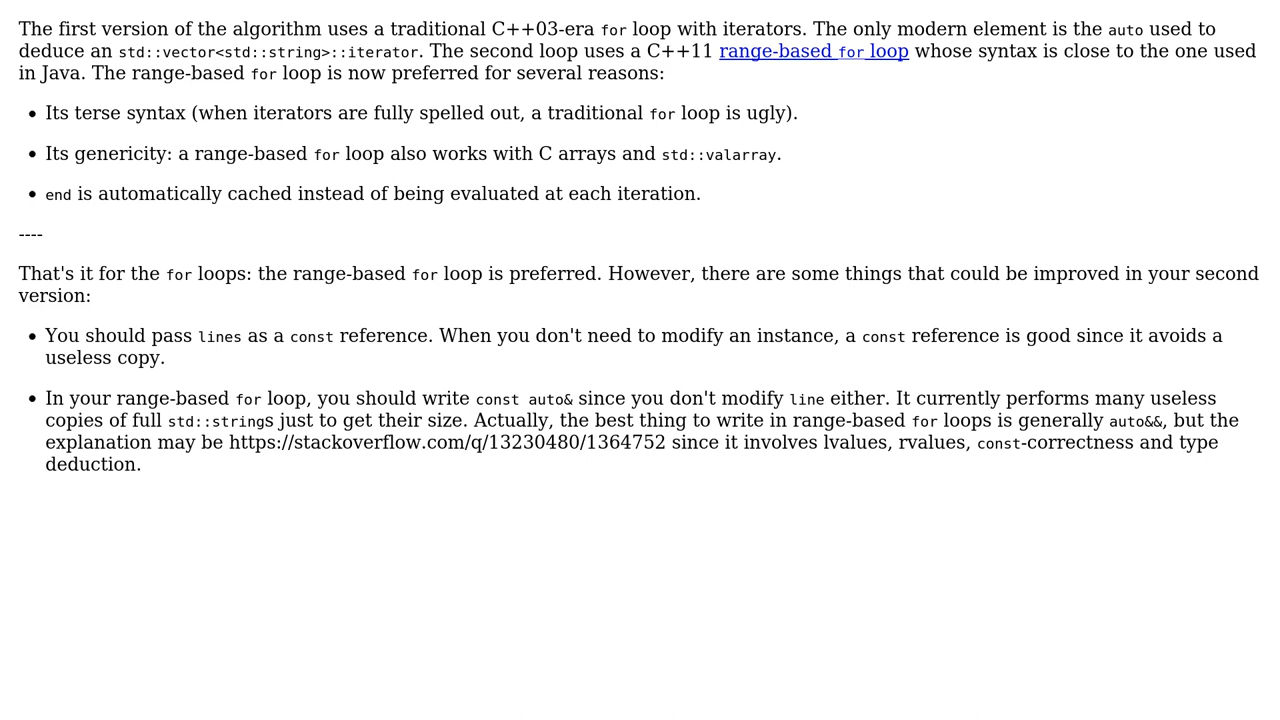 The first version of the algorithm uses a traditional C++03-era for loop with iterators. The only modern element is the auto used to
deduce an std::vector<std::string>::iterator. The second loop uses a C++11 range-based for loop whose syntax is close to the one used
in Java. The range-based for loop is now preferred for several reasons:
• Its terse syntax (when iterators are fully spelled out, a traditional for loop is ugly).
• Its genericity: a range-based for loop also works with C arrays and std::valarray.
• end is automatically cached instead of being evaluated at each iteration.
----
That's it for the for loops: the range-based for loop is preferred. However, there are some things that could be improved in your second
version:
• You should pass lines as a const reference. When you don't need to modify an instance, a const reference is good since it avoids a
useless copy.
• In your range-based for loop, you should write const auto& since you don't modify line either. It currently performs many useless
copies of full std::strings just to get their size. Actually, the best thing to write in range-based for loops is generally auto&&, but the
explanation may be https://stackoverflow.com/q/13230480/1364752 since it involves lvalues, rvalues, const-correctness and type
deduction.